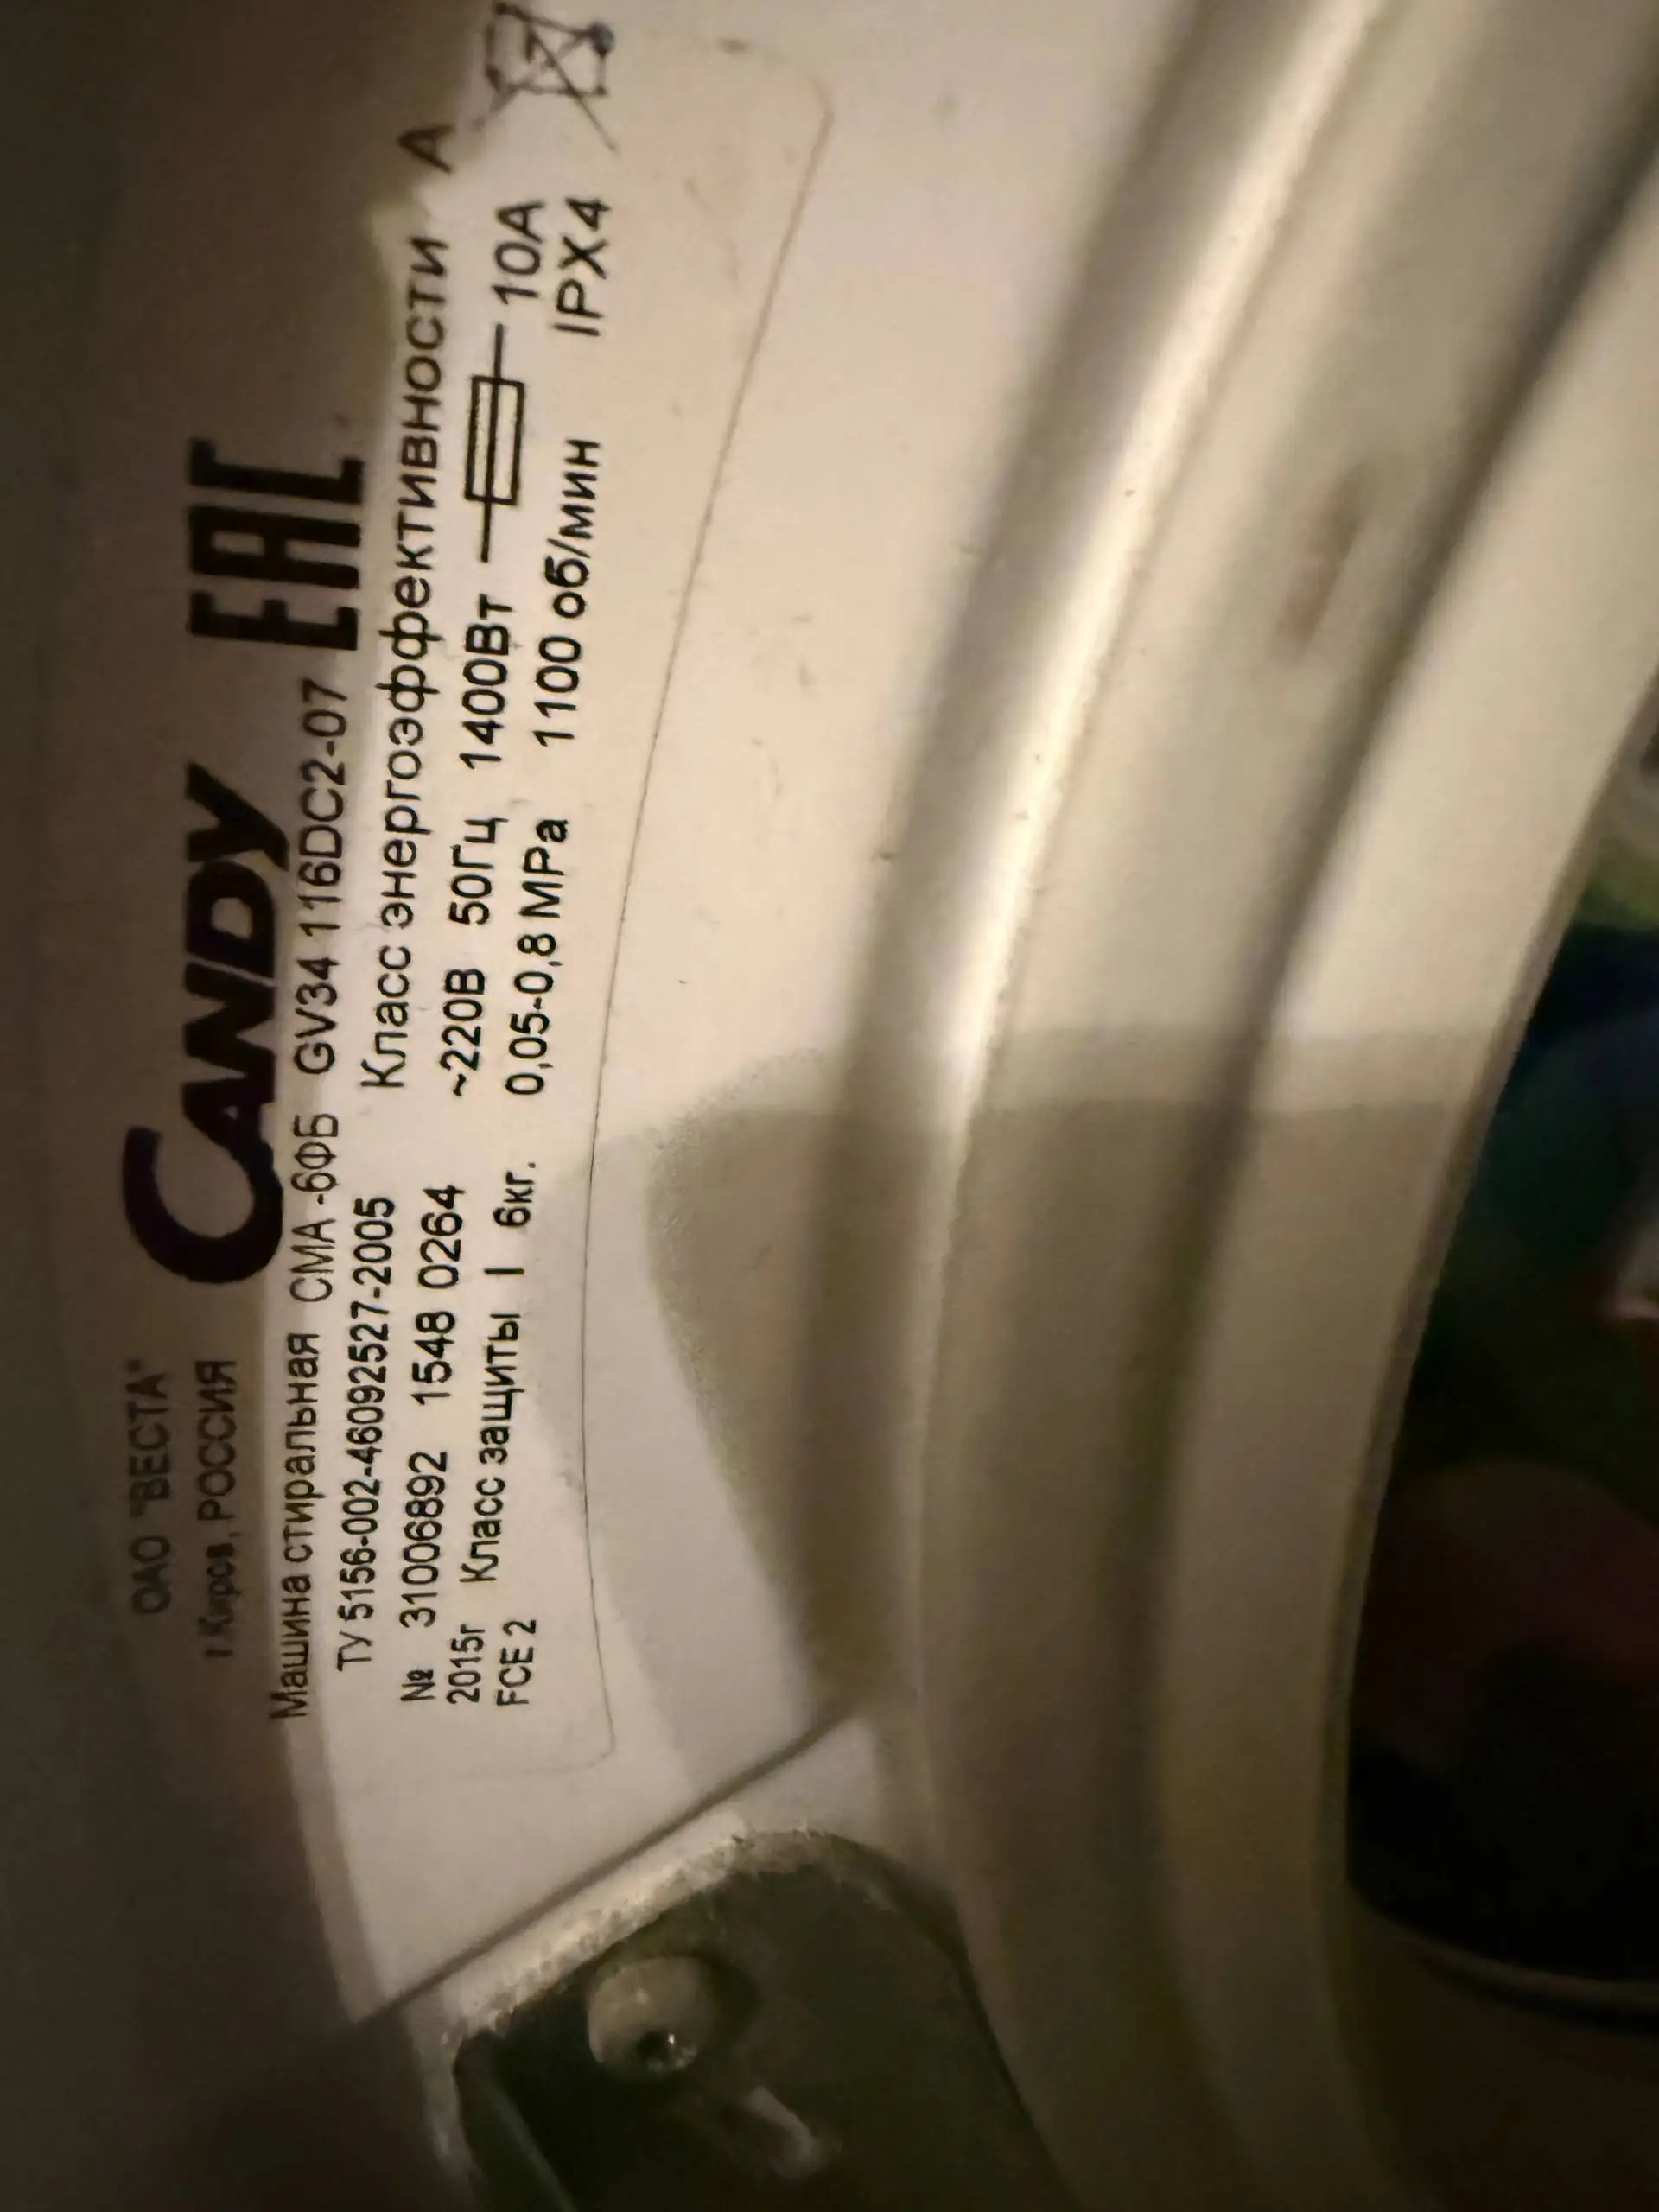 ОАО "ВЕСТА"
г.Киров, РОССИЯ
CANDY
EAC
Машина стиральная СМА -6ФБ GV34 116DC2-07
ТУ 5156-002-46092527-2005 Класс энергоэффективности А
№ 31006892 1548 0264 ~220В 50Гц 1400Вт 10А
2015г Класс защиты I 6кг. 0,05-0,8 MPa 1100 об/мин IPX4
FCE 2